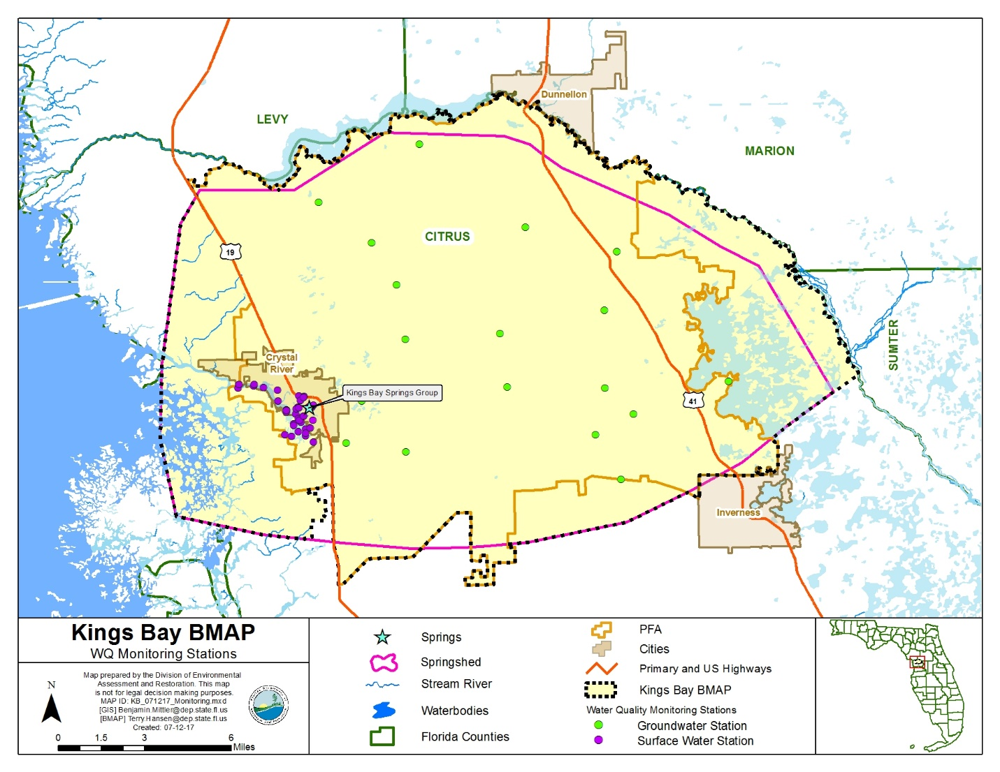 Dunnellon
LEVY
MARION
CITRUS
19
SUMTER
Crystal
River
Kings Bay Springs Group
41
Inverness
Kings Bay BMAP
WQ Monitoring Stations
Map prepared by the Division of Environmental
Assessment and Restoration. This map
is not for legal decision making purposes.
MAP ID: KB_071217_Monitoring.mxd
[GIS] Benjamin.Mittler@dep.state.fl.us
[BMAP] Terry.Hansen@dep.state.fl.us
Created: 07-12-17
N
0 1.5 3 6
Miles
Springs
Springshed
Stream River
Waterbodies
Florida Counties
PFA
Cities
Primary and US Highways
Kings Bay BMAP
Water Quality Monitoring Stations
Groundwater Station
Surface Water Station